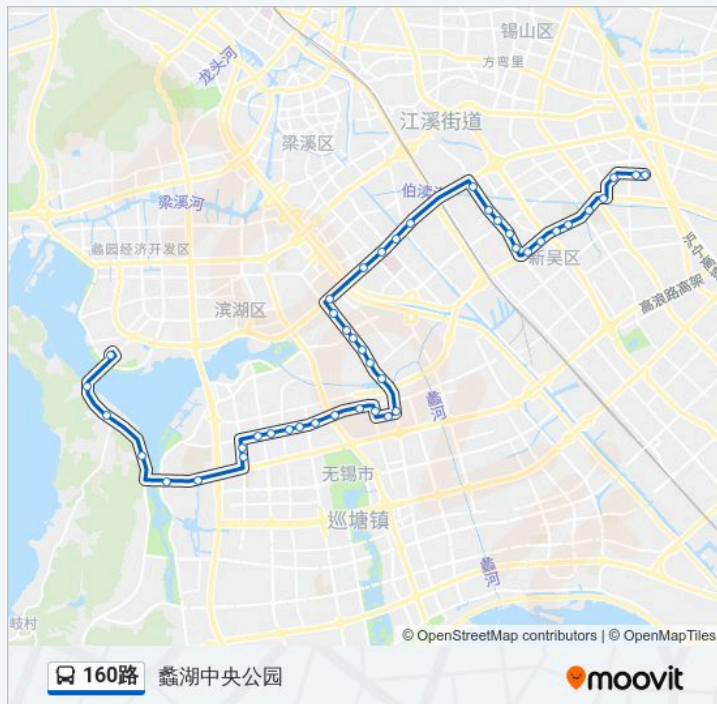 锡山区
方弯里
龙头河
江溪街道
梁溪区
伯渎
梁溪河
蠡园经济开发区
新吴区
沪宁高
高浪路高架
滨湖区
蠡河
无锡市
巡塘镇
蠡河
岐村
© OpenStreetMap contributors | © OpenMapTiles
160路 蠡湖中央公园
moovit